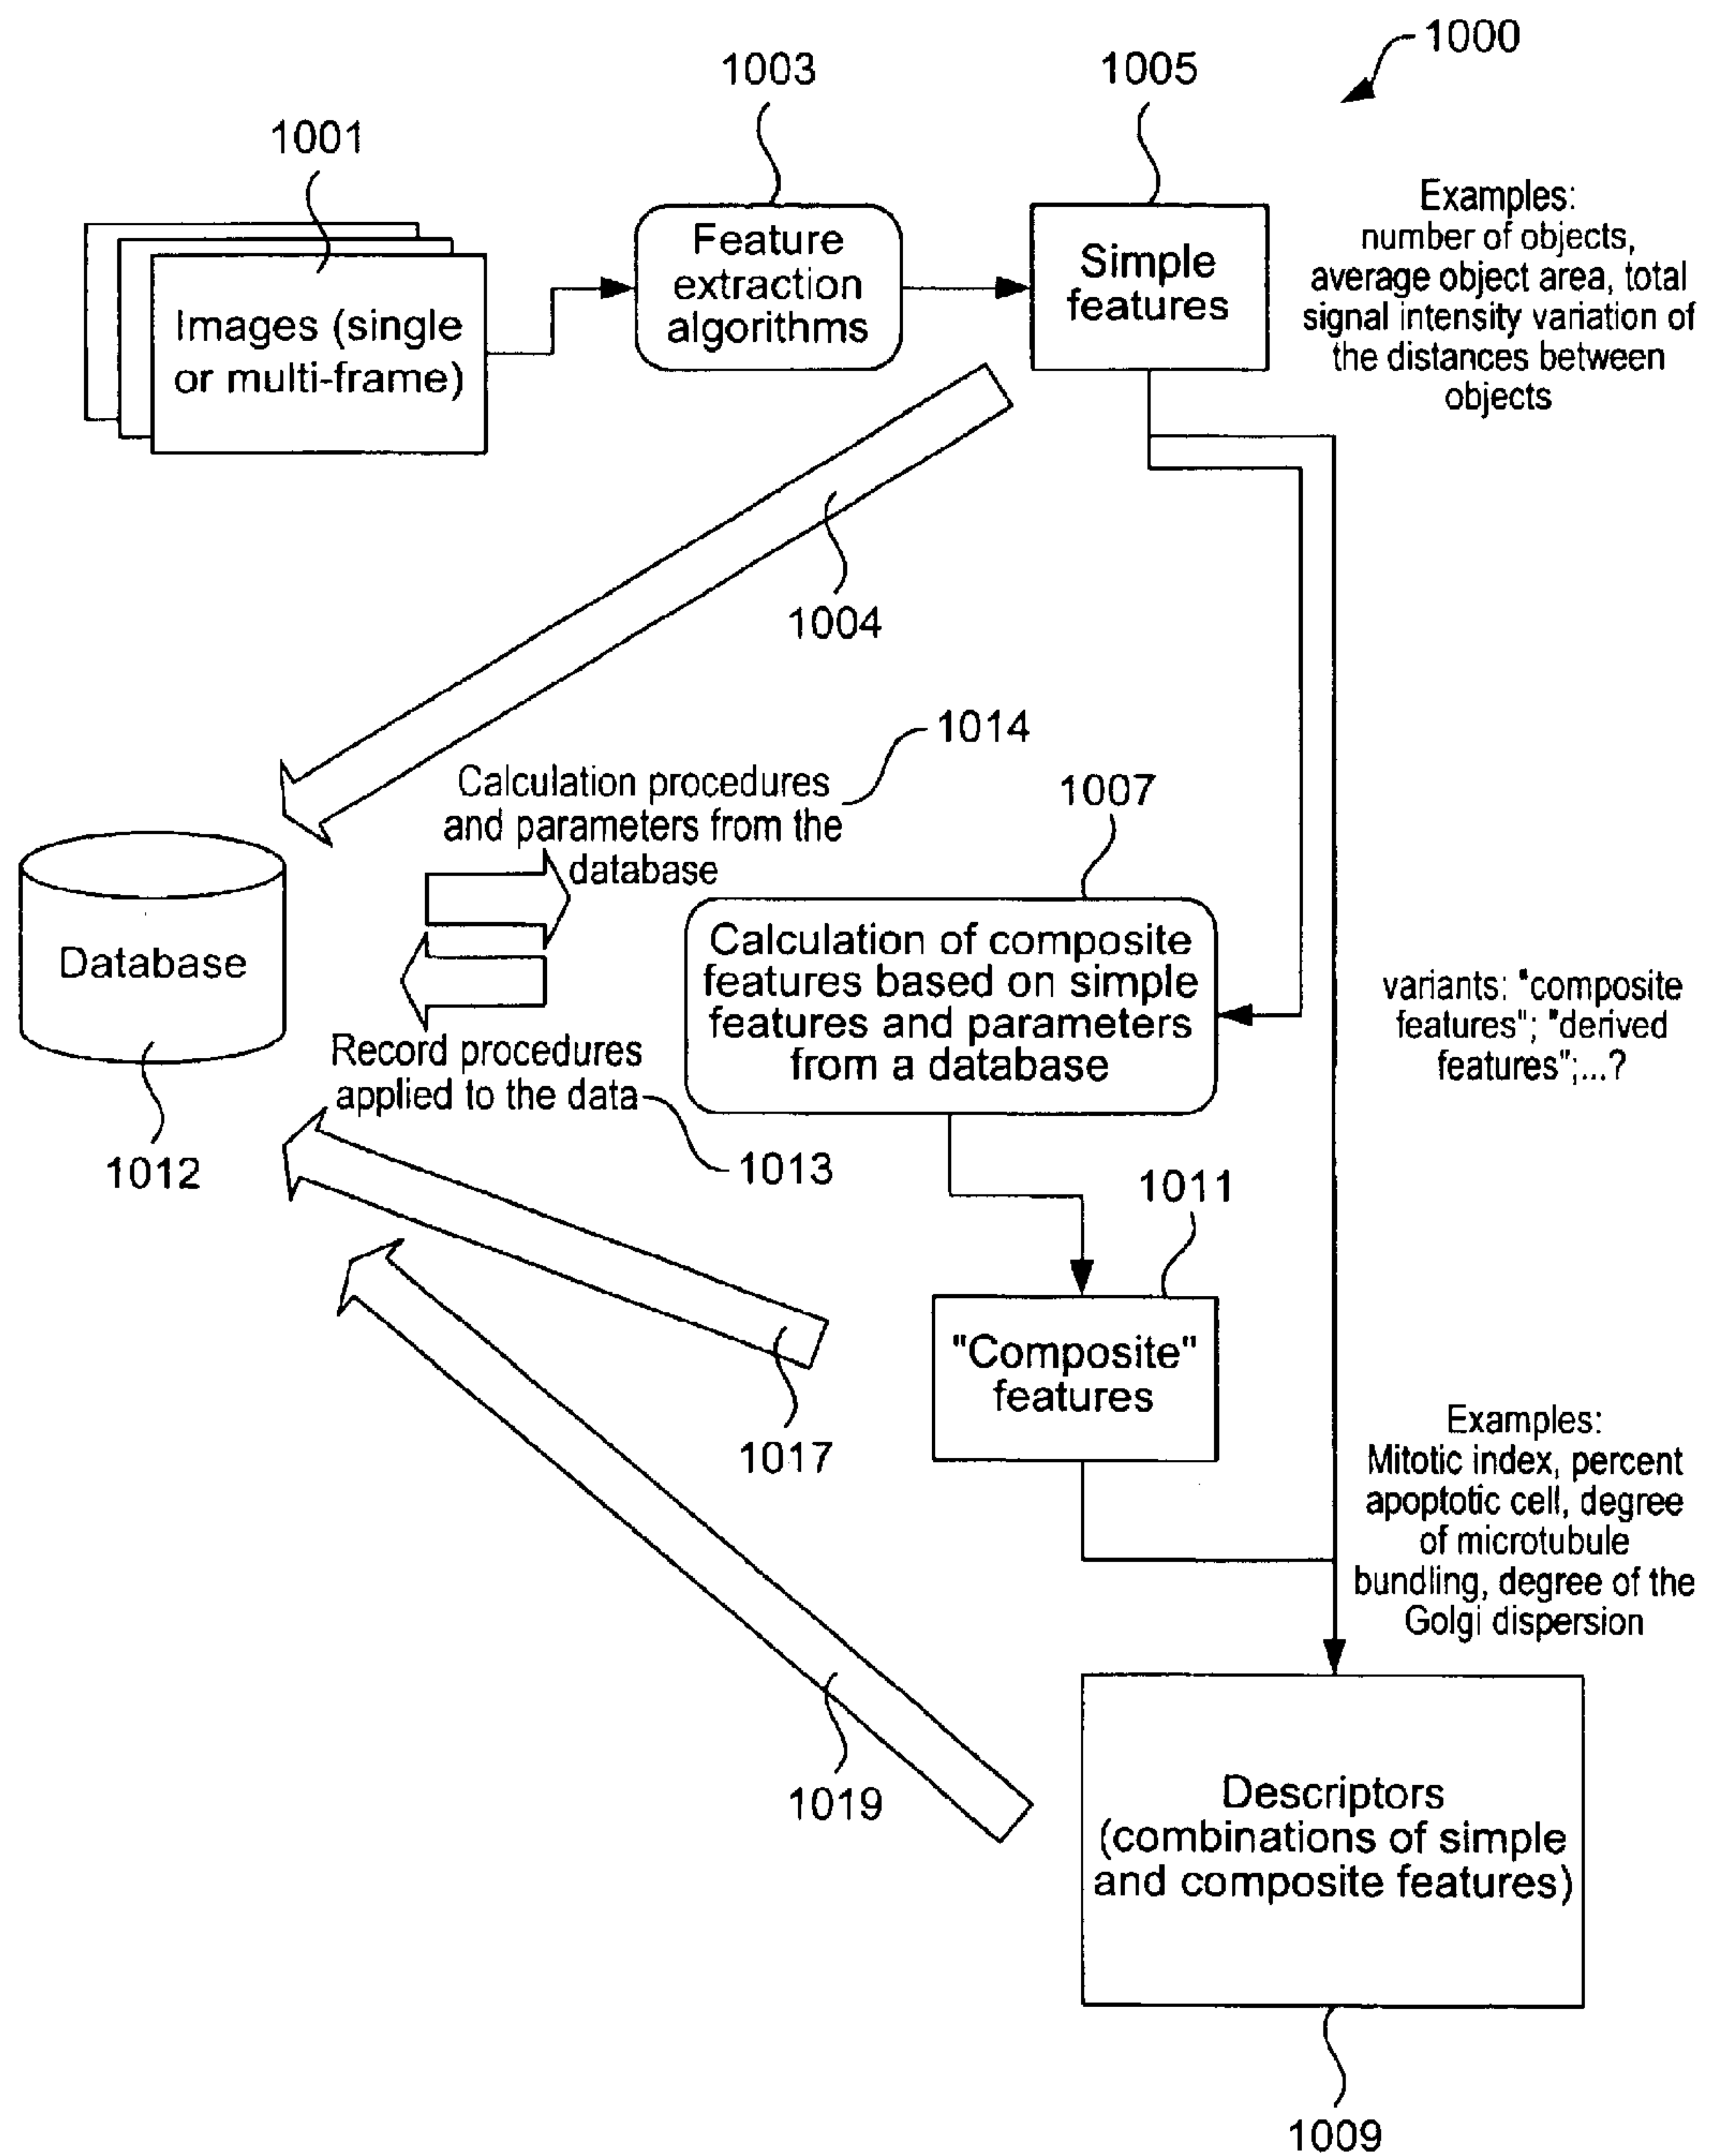 1000
1003
1005
1001
Images (single
or multi-frame)
Feature
extraction
algorithms
Simple
features
Examples:
number of objects,
average object area, total
signal intensity variation of
the distances between
objects
1004
1014
Calculation procedures
and parameters from the
database
1007
Database
1012
Calculation of composite
features based on simple
features and parameters
from a database
variants: "composite
features"; "derived
features";...?
Record procedures
applied to the data
1013
1011
"Composite"
features
1017
Examples:
Mitotic index, percent
apoptotic cell, degree
of microtubule
bundling, degree of the
Golgi dispersion
1019
Descriptors
(combinations of simple
and composite features)
1009